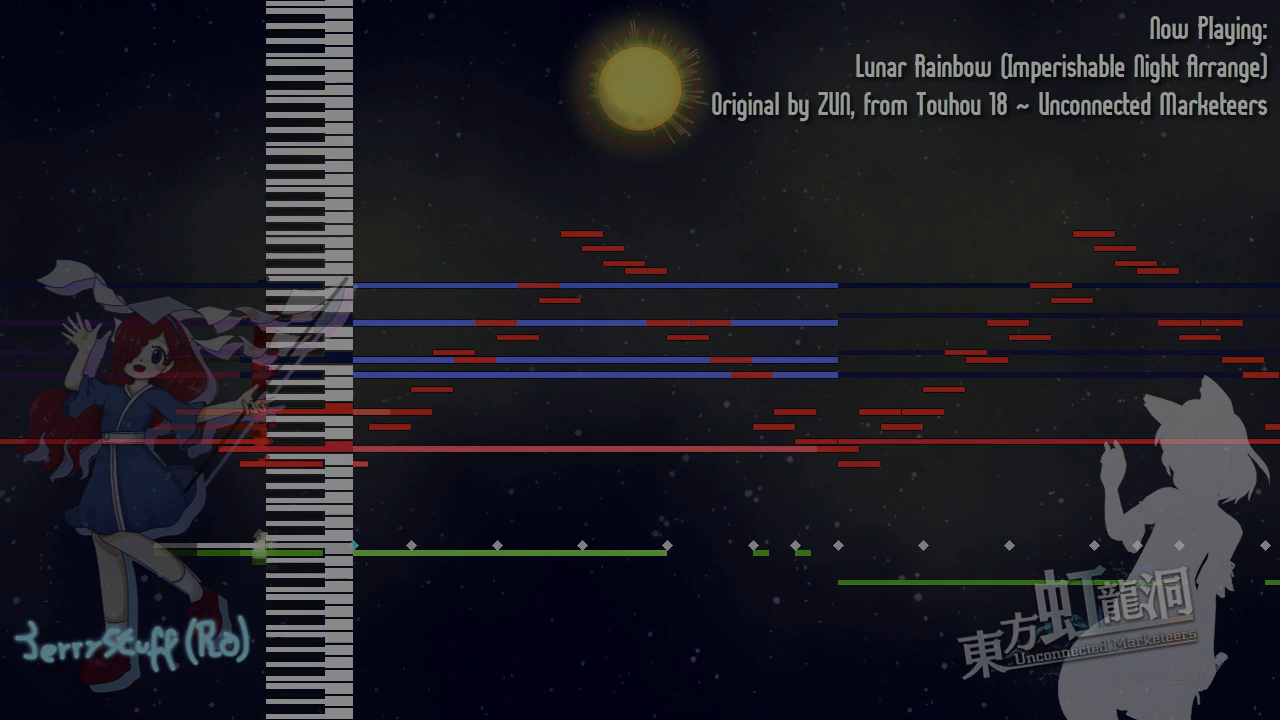 Now Playing:
Lunar Rainbow (Imperishable Night Arrange)
Original by ZUN, from Touhou 18 ~ Unconnected Marketeers
JerryStuff (Ro)
東方虹龍洞
Unconnected Marketeers